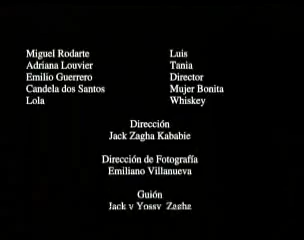 Miguel Rodarte Luis
Adriana Louvier Tania
Emilio Guerrero Director
Candela dos Santos Mujer Bonita
Lola Whiskey
Dirección
Jack Zagha Kababie
Dirección de Fotografía
Emiliano Villanueva
Guión
Jack y Yossy Zagha